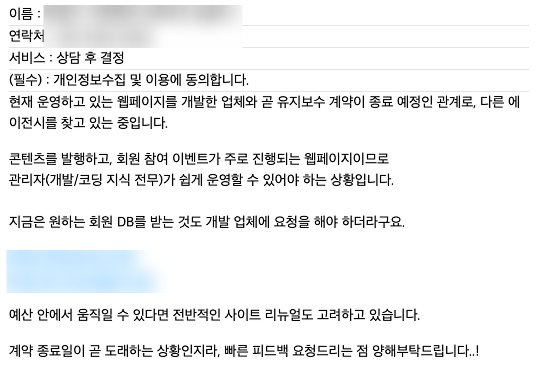 이름 :
연락처
서비스 : 상담 후 결정
(필수) : 개인정보수집 및 이용에 동의합니다.
현재 운영하고 있는 웹페이지를 개발한 업체와 곧 유지보수 계약이 종료 예정인 관계로, 다른 에
이전시를 찾고 있는 중입니다.
콘텐츠를 발행하고, 회원 참여 이벤트가 주로 진행되는 웹페이지이므로
관리자(개발/코딩 지식 전무)가 쉽게 운영할 수 있어야 하는 상황입니다.
지금은 원하는 회원 DB를 받는 것도 개발 업체에 요청을 해야 하더라구요.
예산 안에서 움직일 수 있다면 전반적인 사이트 리뉴얼도 고려하고 있습니다.
계약 종료일이 곧 도래하는 상황인지라, 빠른 피드백 요청드리는 점 양해부탁드립니다..!